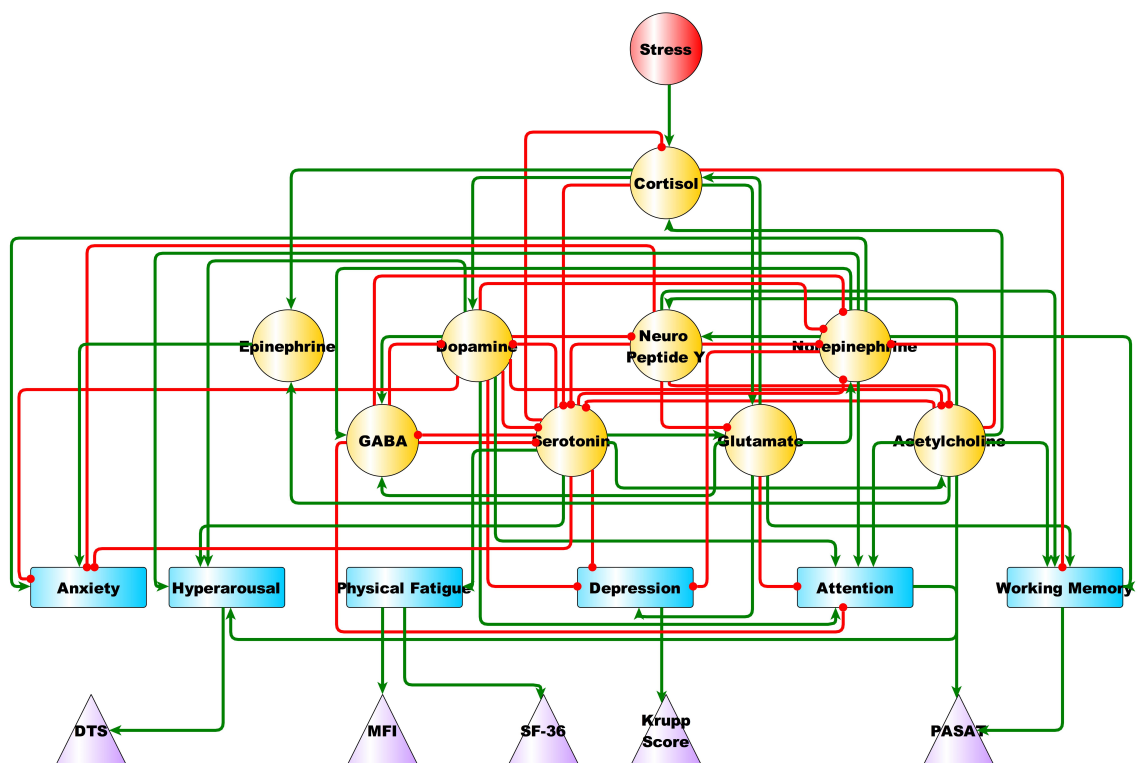 Stress
Cortisol
Epinephrine
Dopamine
Neuro
Peptide Y
Norepinephrine
GABA
Serotonin
Glutamate
Acetylcholine
Anxiety
Hyperarousal
Physical Fatigue
Depression
Attention
Working Memory
DTS
MFI
SF-36
Krupp
Score
PASAT